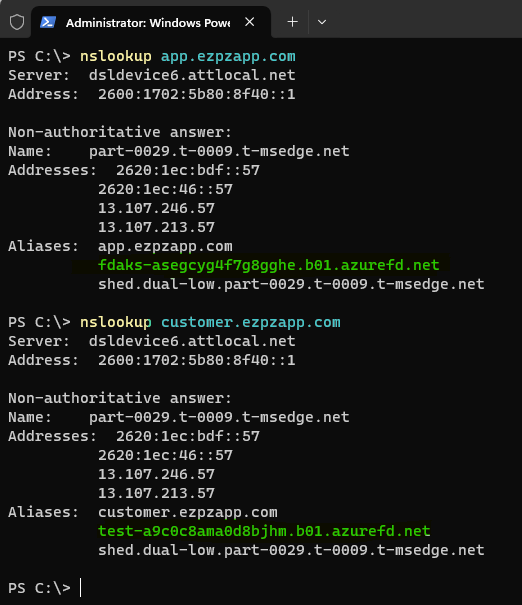 Administrator: Windows Powe
PS C:\> nslookup app.ezpzapp.com
Server:  dsldevice6.attlocal.net
Address:  2600:1702:5b80:8f40::1
Non-authoritative answer:
Name:    part-0029.t-0009.t-msedge.net
Addresses:  2620:1ec:bdf::57
2620:1ec:46::57
13.107.246.57
13.107.213.57
Aliases:  app.ezpzapp.com
fdaks-asegcyg4f7g8gghe.b01.azurefd.net
shed.dual-low.part-0029.t-0009.t-msedge.net
PS C:\> nslookup customer.ezpzapp.com
Server:  dsldevice6.attlocal.net
Address:  2600:1702:5b80:8f40::1
Non-authoritative answer:
Name:    part-0029.t-0009.t-msedge.net
Addresses:  2620:1ec:bdf::57
2620:1ec:46::57
13.107.246.57
13.107.213.57
Aliases:  customer.ezpzapp.com
test-a9c0c8ama0d8bjhm.b01.azurefd.net
shed.dual-low.part-0029.t-0009.t-msedge.net
PS C:\>